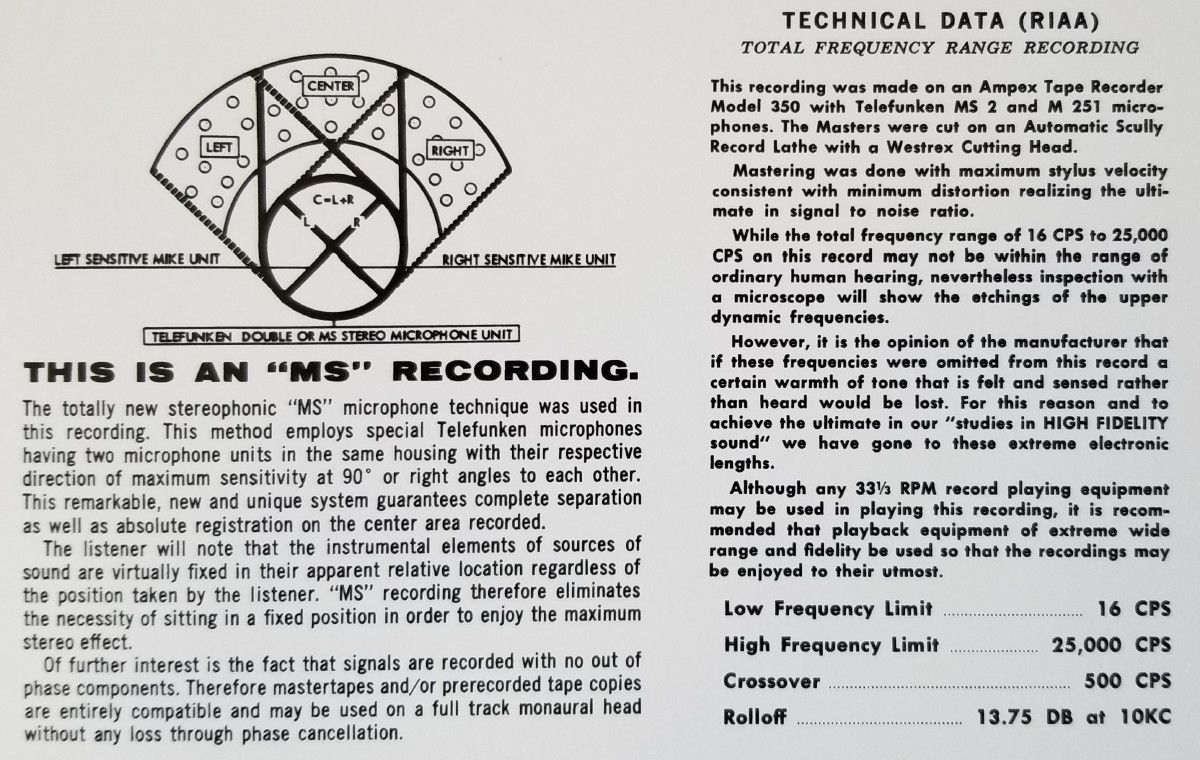 CENTER
LEFT
RIGHT
C=L+R
L
R
LEFT SENSITIVE MIKE UNIT
RIGHT SENSITIVE MIKE UNIT
TELEFUNKEN DOUBLE OR MS STEREO MICROPHONE UNIT
THIS IS AN "MS" RECORDING.
The totally new stereophonic "MS" microphone technique was used in
this recording. This method employs special Telefunken microphones
having two microphone units in the same housing with their respective
direction of maximum sensitivity at 90° or right angles to each other.
This remarkable, new and unique system guarantees complete separation
as well as absolute registration on the center area recorded.
The listener will note that the instrumental elements of sources of
sound are virtually fixed in their apparent relative location regardless of
the position taken by the listener. "MS" recording therefore eliminates
the necessity of sitting in a fixed position in order to enjoy the maximum
stereo effect.
Of further interest is the fact that signals are recorded with no out of
phase components. Therefore mastertapes and/or prerecorded tape copies
are entirely compatible and may be used on a full track monaural head
without any loss through phase cancellation.
TECHNICAL DATA (RIAA)
TOTAL FREQUENCY RANGE RECORDING
This recording was made on an Ampex Tape Recorder
Model 350 with Telefunken MS 2 and M 251 micro-
phones. The Masters were cut on an Automatic Scully
Record Lathe with a Westrex Cutting Head.
Mastering was done with maximum stylus velocity
consistent with minimum distortion realizing the ulti-
mate in signal to noise ratio.
While the total frequency range of 16 CPS to 25,000
CPS on this record may not be within the range of
ordinary human hearing, nevertheless inspection with
a microscope will show the etchings of the upper
dynamic frequencies.
However, it is the opinion of the manufacturer that
if these frequencies were omitted from this record a
certain warmth of tone that is felt and sensed rather
than heard would be lost. For this reason and to
achieve the ultimate in our "studies in HIGH FIDELITY
sound" we have gone to these extreme electronic
lengths.
Although any 33⅓ RPM record playing equipment
may be used in playing this recording, it is recom-
mended that playback equipment of extreme wide
range and fidelity be used so that the recordings may
be enjoyed to their utmost.
Low Frequency Limit ........................ 16 CPS
High Frequency Limit ................ 25,000 CPS
Crossover .......................................... 500 CPS
Rolloff ............................ 13.75 DB at 10KC